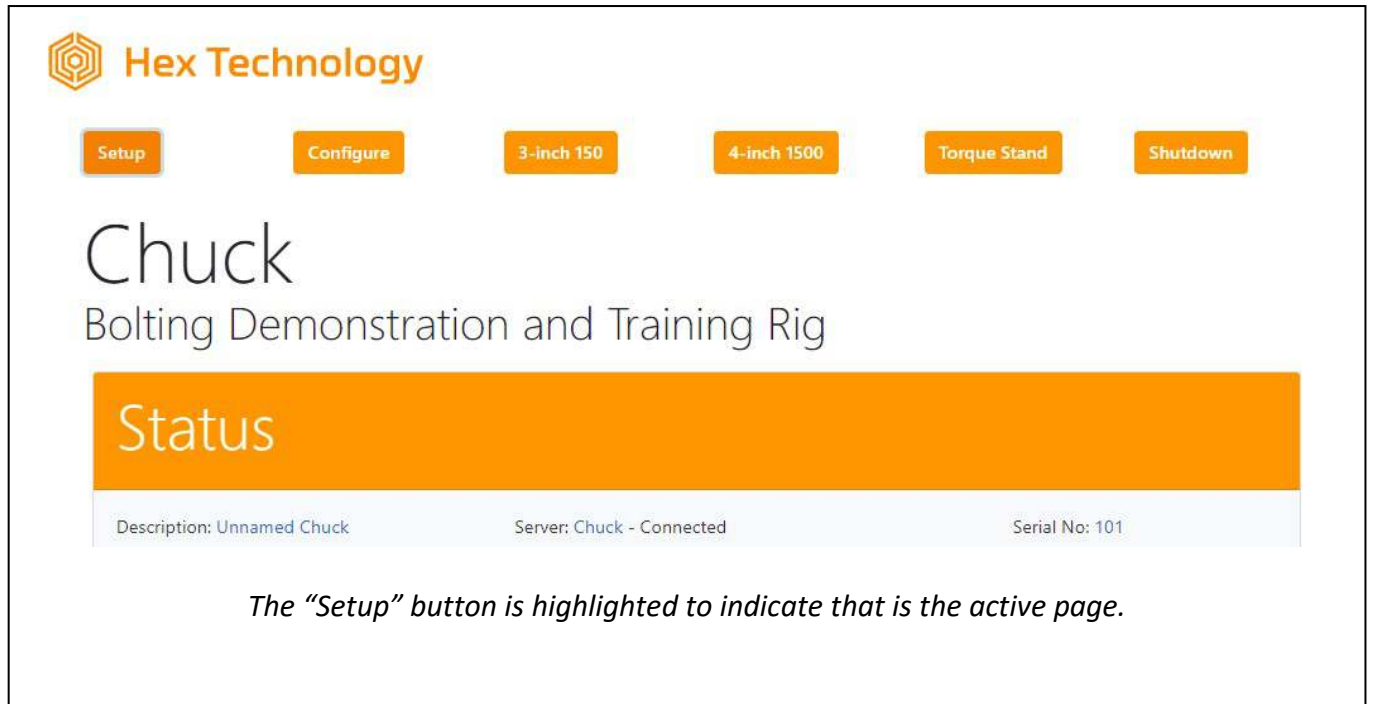 Hex Technology
Setup Configure 3-inch 150 4-inch 1500 Torque Stand Shutdown
Chuck
Bolting Demonstration and Training Rig
Status
Description: Unnamed Chuck Server: Chuck - Connected Serial No: 101
The “Setup” button is highlighted to indicate that is the active page.